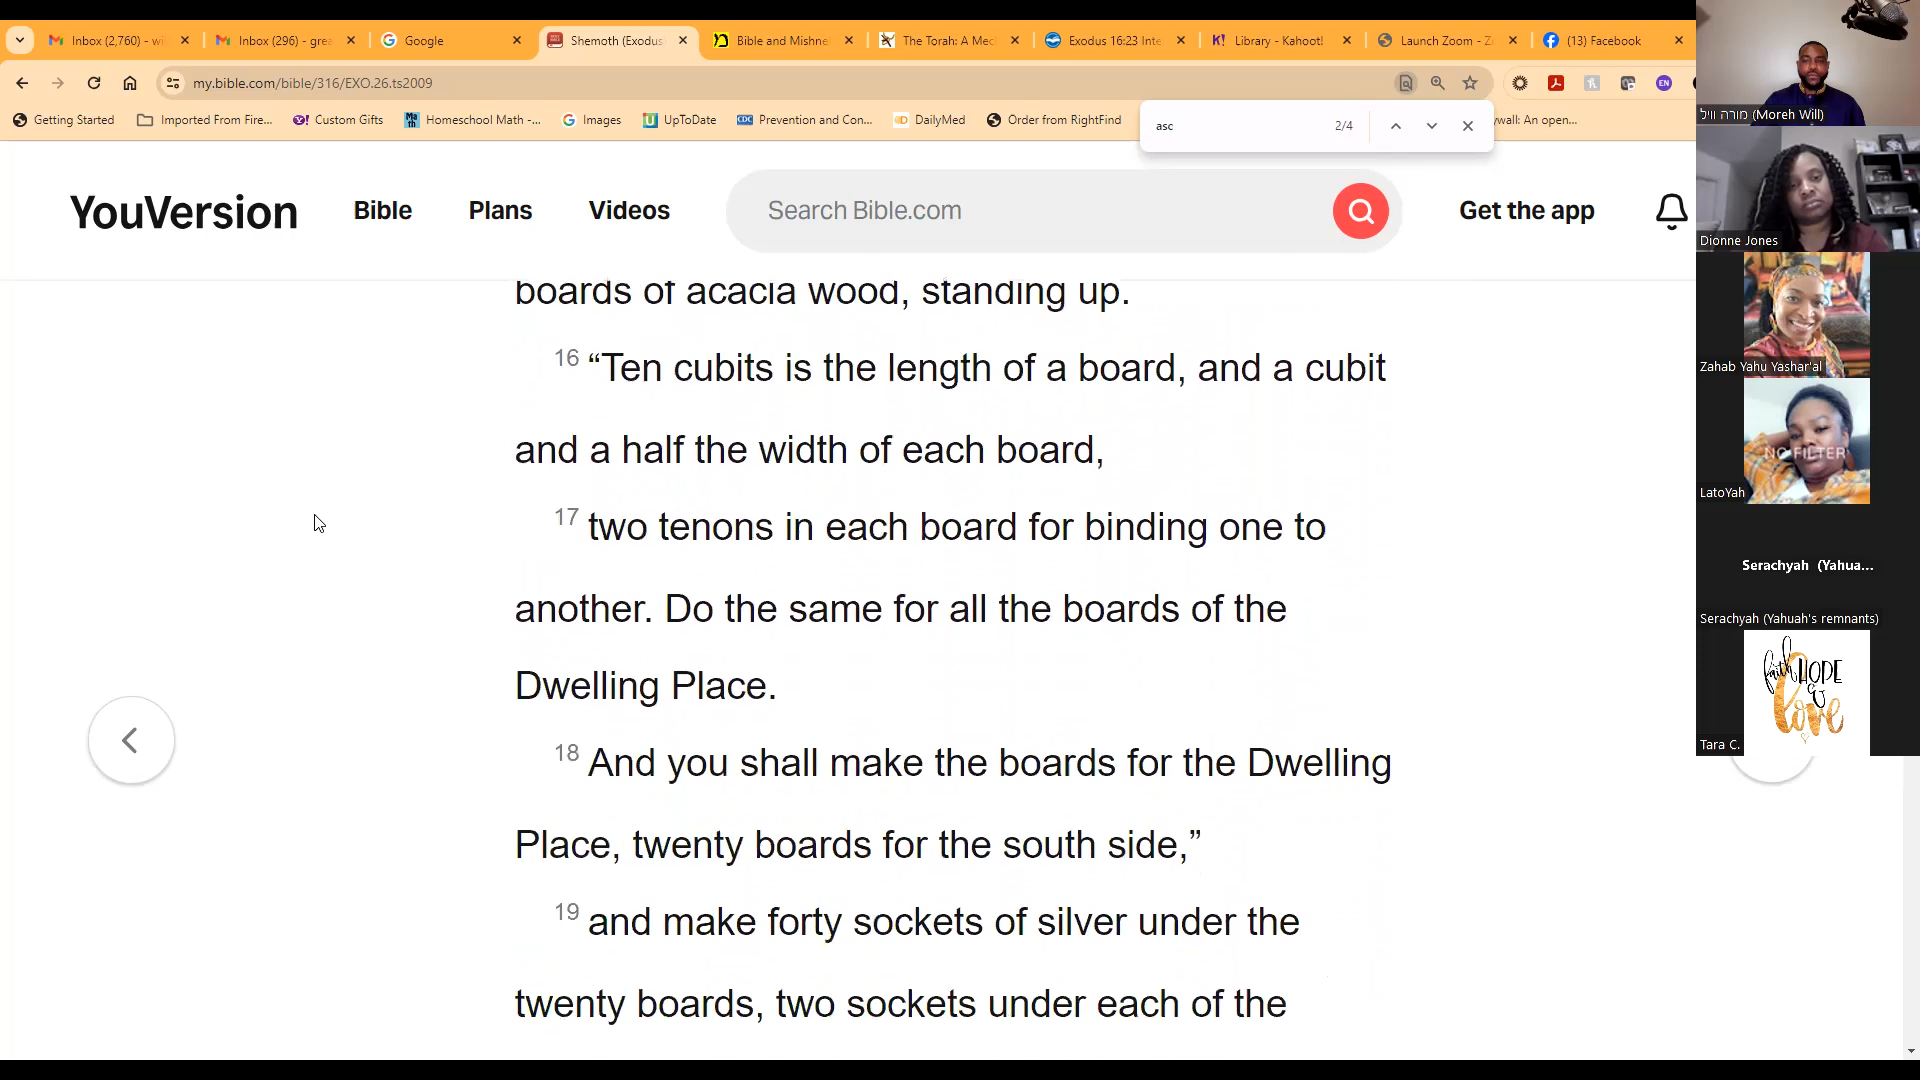 Inbox (2,760) - wi
Inbox (296) - grea
Google
Shemoth (Exodus
Bible and Mishne
The Torah: A Mec
Exodus 16:23 Inte
Library - Kahoot!
Launch Zoom - Z
(13) Facebook
my.bible.com/bible/316/EXO.26.ts2009
Getting Started
Imported From Fire...
Custom Gifts
Homeschool Math -...
Images
UpToDate
Prevention and Con...
DailyMed
Order from RightFind
ywall: An open...
asc
2/4
YouVersion
Bible
Plans
Videos
Search Bible.com
Get the app
boards of acacia wood, standing up.
16 “Ten cubits is the length of a board, and a cubit
and a half the width of each board,
17 two tenons in each board for binding one to
another. Do the same for all the boards of the
Dwelling Place.
18 And you shall make the boards for the Dwelling
Place, twenty boards for the south side,”
19 and make forty sockets of silver under the
twenty boards, two sockets under each of the
מורה וויל (Moreh Will)
Dionne Jones
Zahab Yahu Yashar'al
NO FILTER
LatoYah
Serachyah (Yahua...
Serachyah (Yahuah's remnants)
faith HOPE
&
love
Tara C.